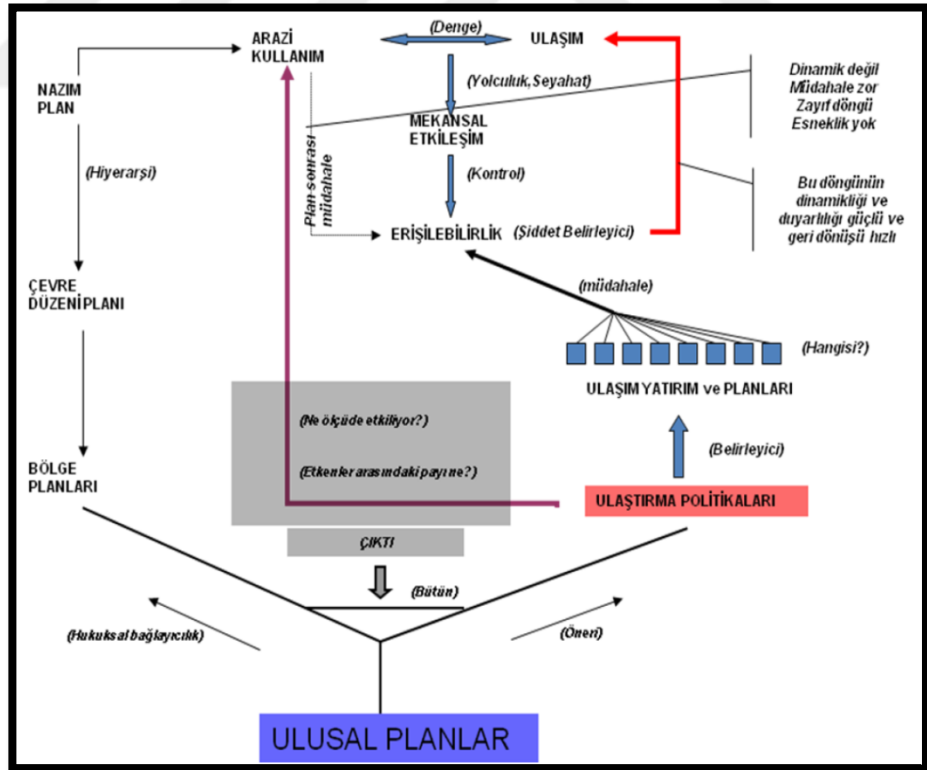 ARAZİ
KULLANIM
(Denge)
ULAŞIM
NAZIM
PLAN
(Yolculuk,Seyahat)
Dinamik değil
Müdahale zor
Zayıf döngü
Esneklik yok
MEKANSAL
ETKİLEŞİM
(Hiyerarşi)
Plan sonrası
müdahale
(Kontrol)
Bu döngünün
dinamikliği ve
duyarlılığı güçlü ve
geri dönüşü hızlı
ERİŞİLEBİLİRLİK
(Şiddet Belirleyici)
ÇEVRE
DÜZENİ PLANI
(müdahale)
(Hangisi?)
ULAŞIM YATIRIM ve PLANLARI
(Ne ölçüde etkiliyor?)
(Belirleyici)
BÖLGE
PLANLARI
(Etkenler arasındaki payı ne?)
ULAŞTIRMA POLİTİKALARI
ÇIKTI
(Bütün)
(Hukuksal bağlayıcılık)
(Öneri)
ULUSAL PLANLAR